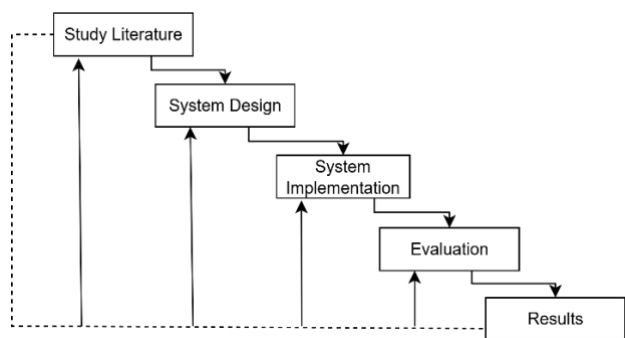 Study Literature
System Design
System
Implementation
Evaluation
Results